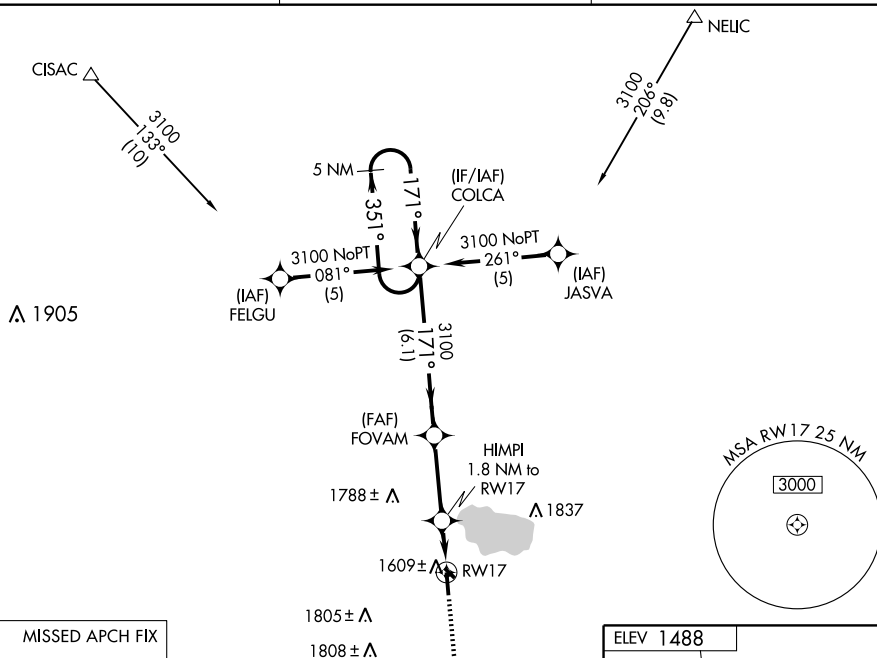 NELIC
CISAC
3100
206°
(9.8)
3100
133°
(10)
5 NM
171°
351°
(IF/IAF)
COLCA
3100 NoPT
081°
(5)
3100 NoPT
261°
(5)
(IAF)
FELGU
(IAF)
JASVA
1905
3100
171°
(6.1)
(FAF)
FOVAM
HIMPI
1.8 NM to
RW17
MSA RW17 25 NM
3000
1788 ±
1837
1609 ±
RW17
1805 ±
1808 ±
MISSED APCH FIX
ELEV 1488